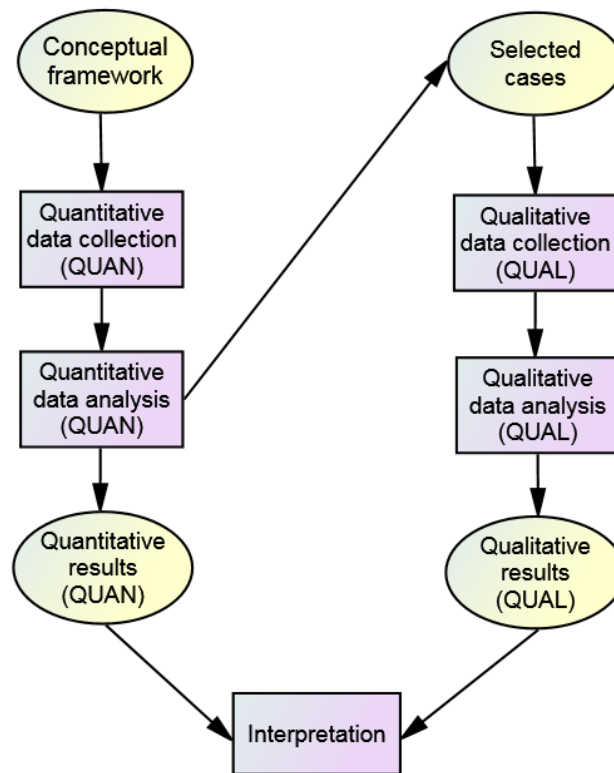 Conceptual
framework
Quantitative
data collection
(QUAN)
Quantitative
data analysis
(QUAN)
Quantitative
results
(QUAN)
Selected
cases
Qualitative
data collection
(QUAL)
Qualitative
data analysis
(QUAL)
Qualitative
results
(QUAL)
Interpretation